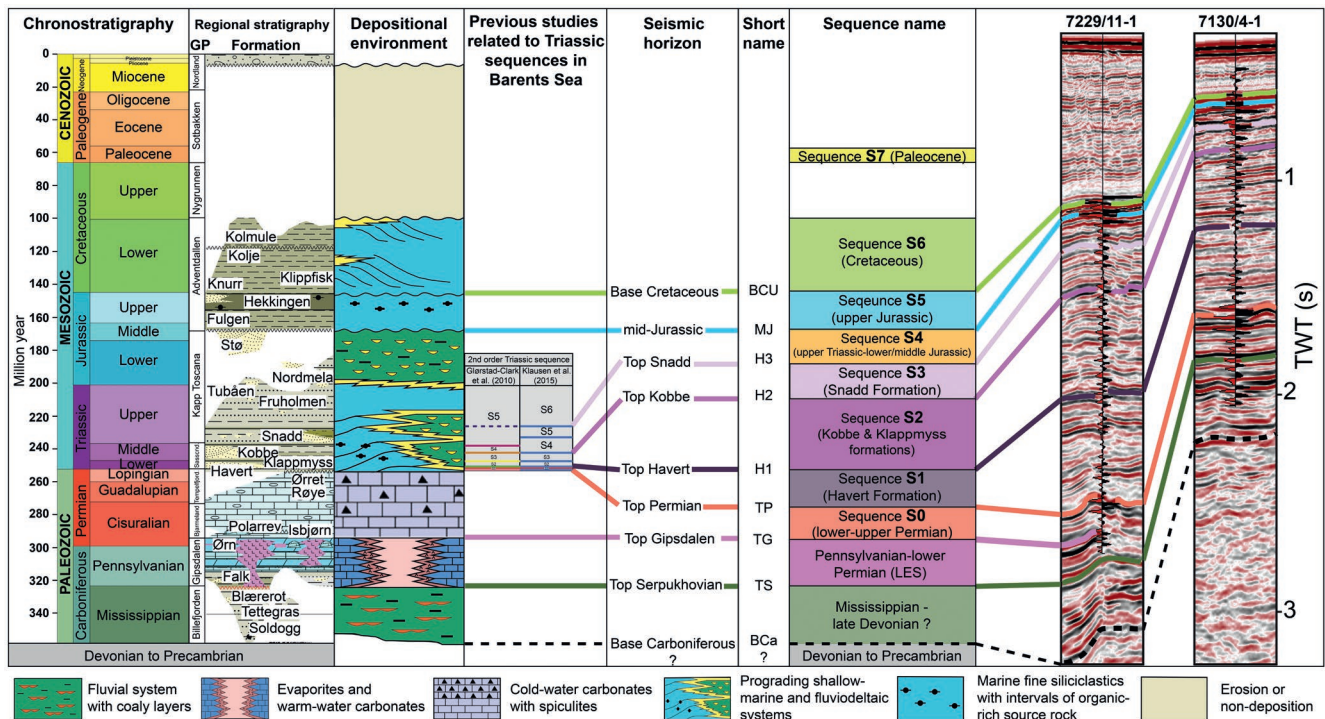 Chronostratigraphy
Regional stratigraphy
GP Formation
Depositional
environment
Previous studies
related to Triassic
sequences in
Barents Sea
Seismic
horizon
Short
name
Sequence name
7229/11-1
7130/4-1
Million year
0
20
40
60
80
100
120
140
160
180
200
220
240
260
280
300
320
340
CENOZOIC
MESOZOIC
PALEOZOIC
Neogene
Paleogene
Cretaceous
Jurassic
Triassic
Permian
Carboniferous
Pleistocene
Pliocene
Miocene
Oligocene
Eocene
Paleocene
Upper
Lower
Upper
Middle
Lower
Upper
Middle
Lower
Lopingian
Guadalupian
Cisuralian
Pennsylvanian
Mississippian
Devonian to Precambrian
Nordland
Sotbakken
Nygrunnen
Adventdallen
Kapp Toscana
Sassend
Tempelfjord
Bjarmeland
Gipsdalen
Billefjorden
Kolmule
Kolje
Klippfisk
Knurr
Hekkingen
Fulgen
Stø
Nordmela
Tubåen
Fruholmen
Snadd
Kobbe
Klappmyss
Havert
Ørret
Røye
Polarrev
Isbjørn
Ørn
Falk
Blærerot
Tettegras
Soldogg
2nd order Triassic sequence
Gløstad-Clark
et al. (2010)
Klausen et al.
(2015)
S5
S4
S3
S2
S6
S5
S4
S3
S2
Base Cretaceous
mid-Jurassic
Top Snadd
Top Kobbe
Top Havert
Top Permian
Top Gipsdalen
Top Serpukhovian
Base Carboniferous
?
BCU
MJ
H3
H2
H1
TP
TG
TS
BCa
?
Sequence S7 (Paleocene)
Sequence S6
(Cretaceous)
Seqeunce S5
(upper Jurassic)
Sequence S4
(upper Triassic-lower/middle Jurassic)
Sequence S3
(Snadd Formation)
Sequence S2
(Kobbe & Klappmyss
formations)
Sequence S1
(Havert Formation)
Sequence S0
(lower-upper Permian)
Pennsylvanian-lower
Permian (LES)
Mississippian -
late Devonian ?
Devonian to Precambrian
1
2
3
TWT (s)
Fluvial system
with coaly layers
Evaporites and
warm-water carbonates
Cold-water carbonates
with spiculites
Prograding shallow-
marine and fluviodeltaic
systems
Marine fine siliciclastics
with intervals of organic-
rich source rock
Erosion or
non-deposition